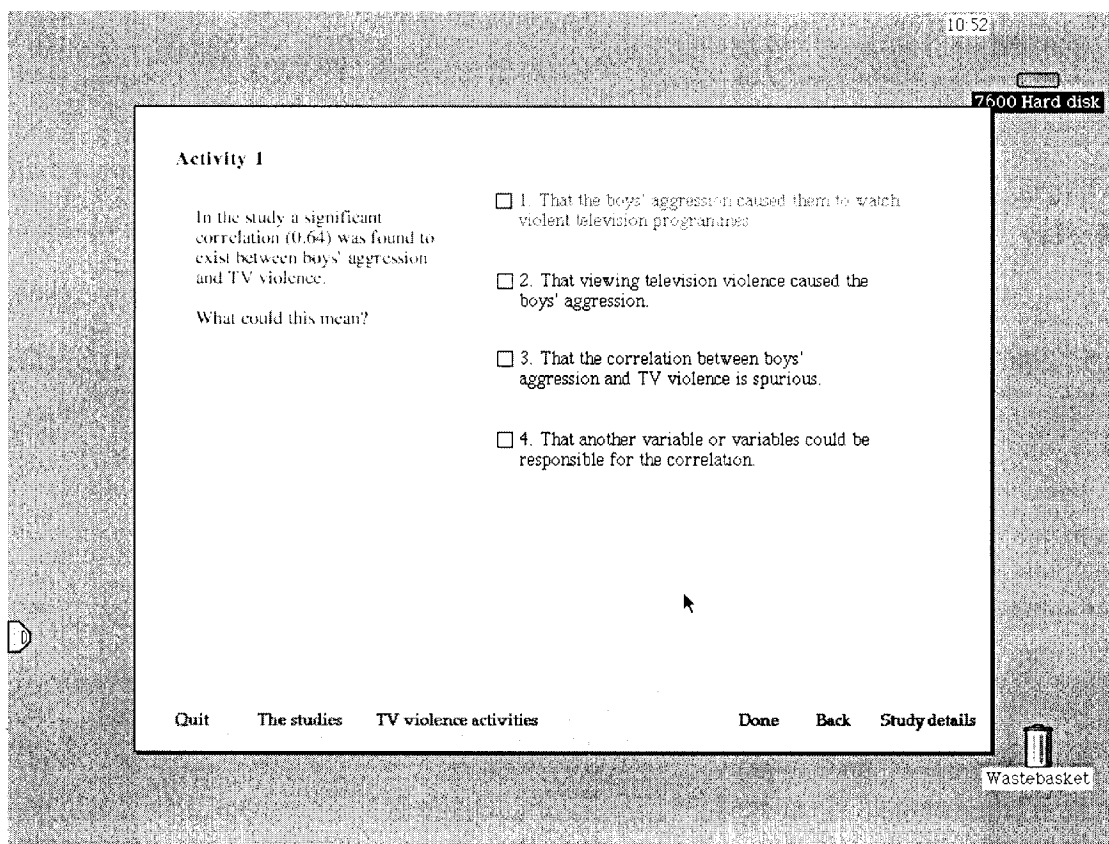 10:52
7600 Hard disk
Activity 1
In the study a significant
correlation (0.64) was found to
exist between boys' aggression
and TV violence.
What could this mean?
1. That the boys' aggression caused them to watch
violent television programmes
2. That viewing television violence caused the
boys' aggression.
3. That the correlation between boys'
aggression and TV violence is spurious.
4. That another variable or variables could be
responsible for the correlation.
Quit The studies TV violence activities Done Back Study details
Wastebasket